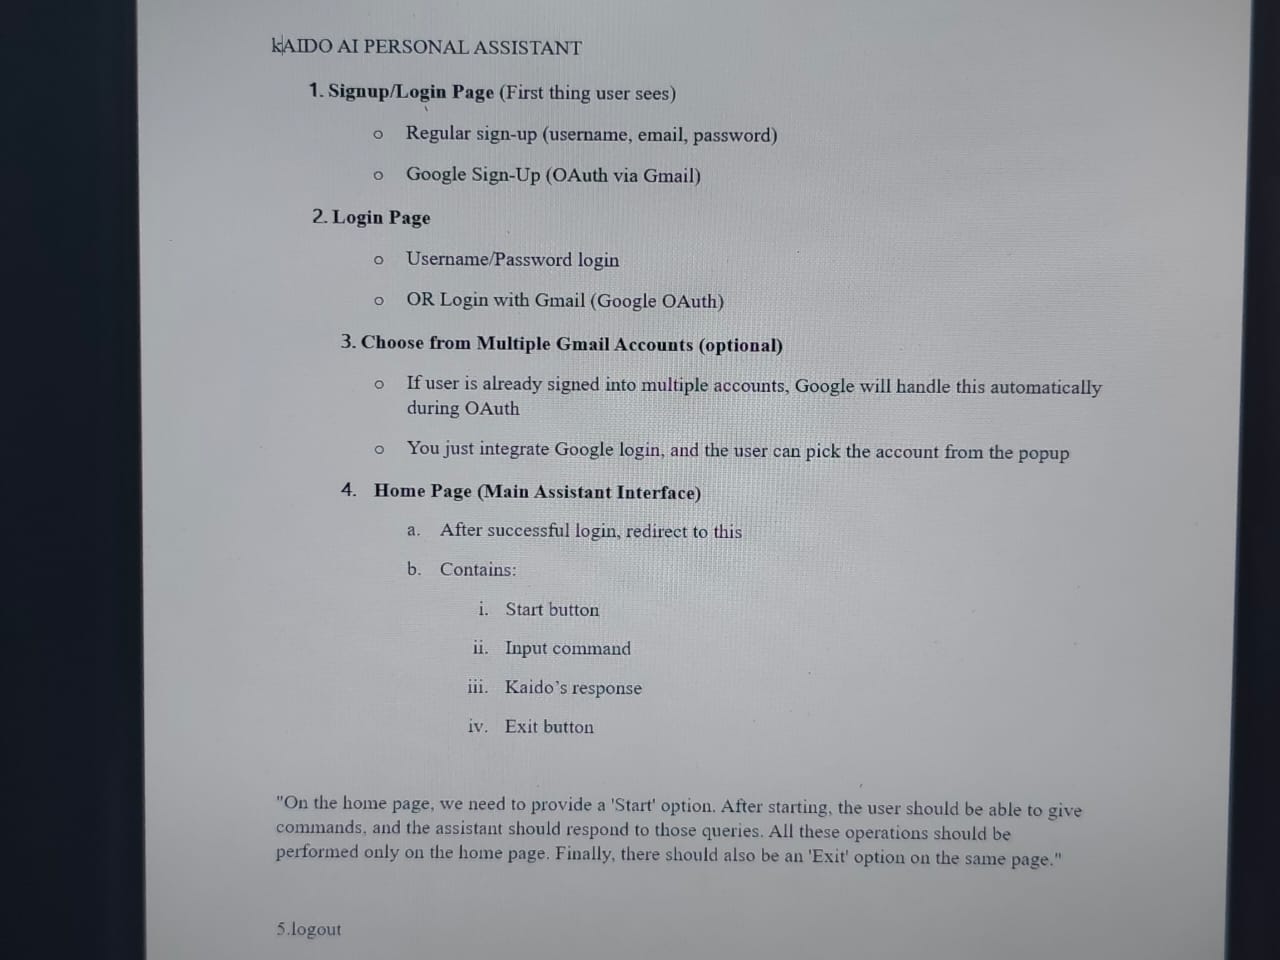 kAIDO AI PERSONAL ASSISTANT
1. Signup/Login Page (First thing user sees)
o Regular sign-up (username, email, password)
o Google Sign-Up (OAuth via Gmail)
2. Login Page
o Username/Password login
o OR Login with Gmail (Google OAuth)
3. Choose from Multiple Gmail Accounts (optional)
o If user is already signed into multiple accounts, Google will handle this automatically
during OAuth
o You just integrate Google login, and the user can pick the account from the popup
4. Home Page (Main Assistant Interface)
a. After successful login, redirect to this
b. Contains:
i. Start button
ii. Input command
iii. Kaido’s response
iv. Exit button
"On the home page, we need to provide a 'Start' option. After starting, the user should be able to give
commands, and the assistant should respond to those queries. All these operations should be
performed only on the home page. Finally, there should also be an 'Exit' option on the same page."
5.logout